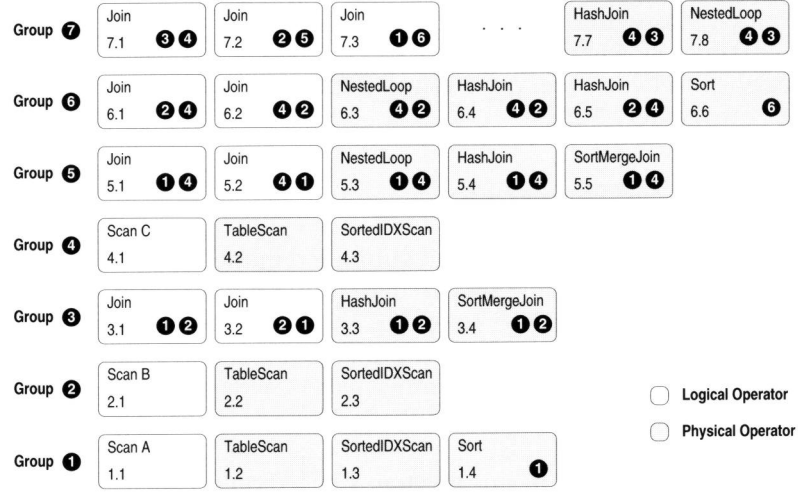 Group 7 Join 7.1 3 4 Join 7.2 2 5 Join 7.3 1 6 . . . HashJoin 7.7 4 3 NestedLoop 7.8 4 3
Group 6 Join 6.1 2 4 Join 6.2 4 2 NestedLoop 6.3 4 2 HashJoin 6.4 4 2 HashJoin 6.5 2 4 Sort 6.6 6
Group 5 Join 5.1 1 4 Join 5.2 4 1 NestedLoop 5.3 1 4 HashJoin 5.4 1 4 SortMergeJoin 5.5 1 4
Group 4 Scan C 4.1 TableScan 4.2 SortedIDXScan 4.3
Group 3 Join 3.1 1 2 Join 3.2 2 1 HashJoin 3.3 1 2 SortMergeJoin 3.4 1 2
Group 2 Scan B 2.1 TableScan 2.2 SortedIDXScan 2.3
Logical Operator
Physical Operator
Group 1 Scan A 1.1 TableScan 1.2 SortedIDXScan 1.3 Sort 1.4 1